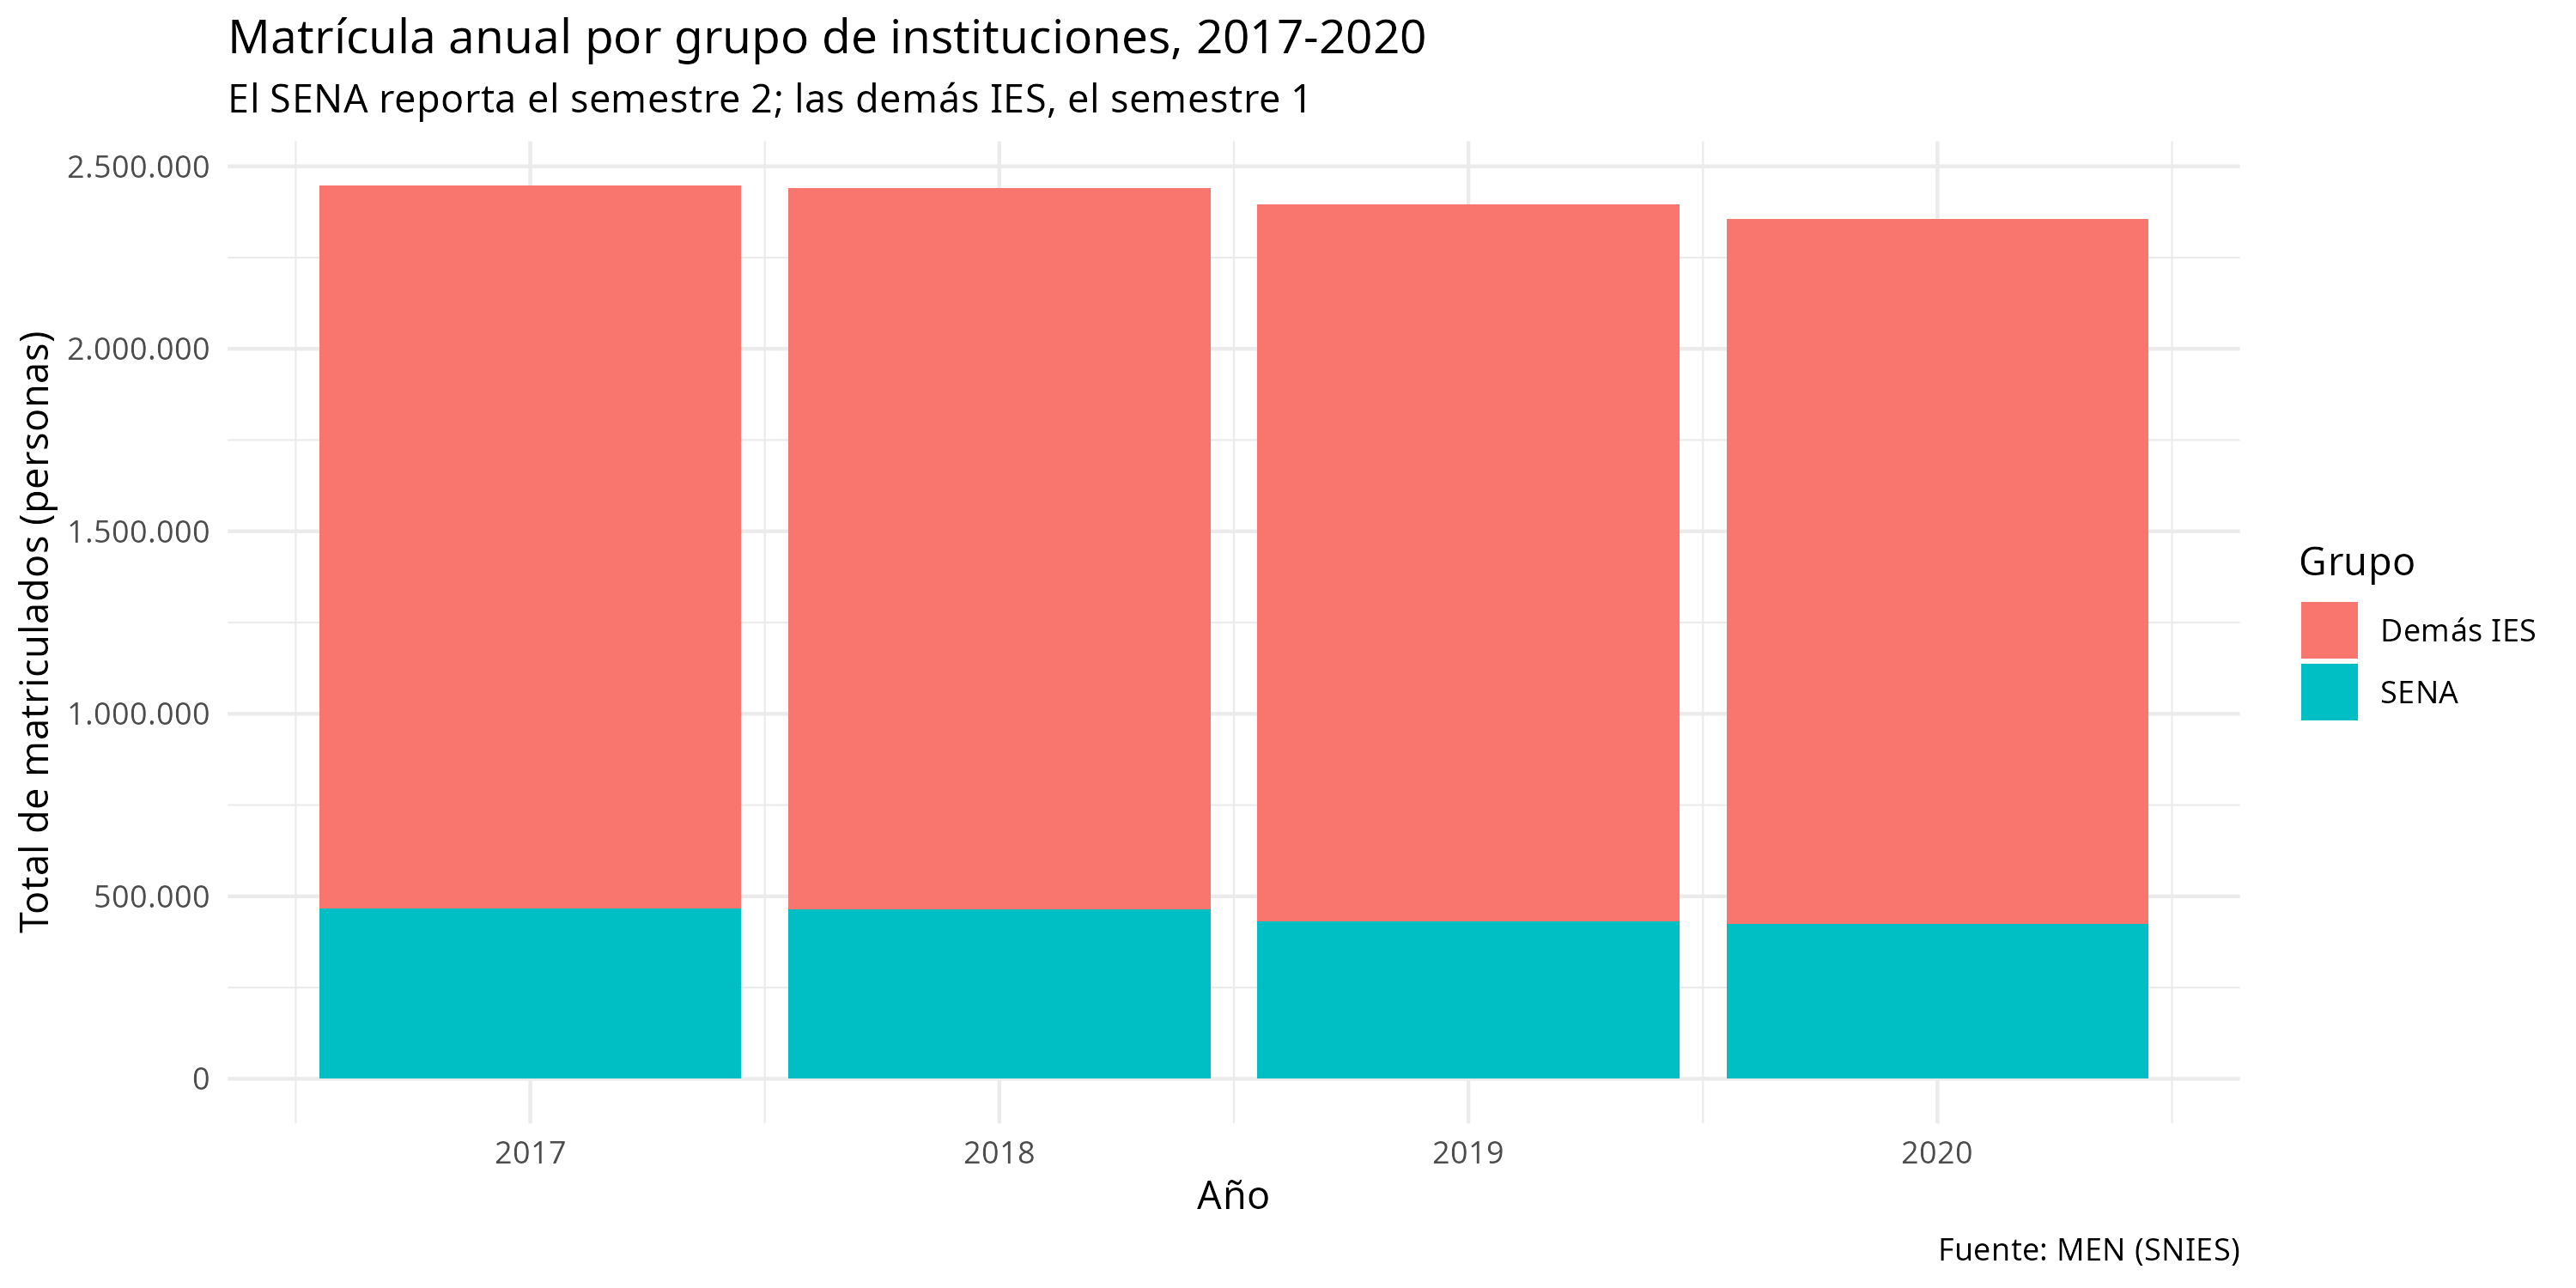 Matrícula anual por grupo de instituciones, 2017-2020
El SENA reporta el semestre 2; las demás IES, el semestre 1
Total de matriculados (personas)
2.500.000
2.000.000
1.500.000
1.000.000
500.000
0
2017
2018
2019
2020
Año
Grupo
Demás IES
SENA
Fuente: MEN (SNIES)